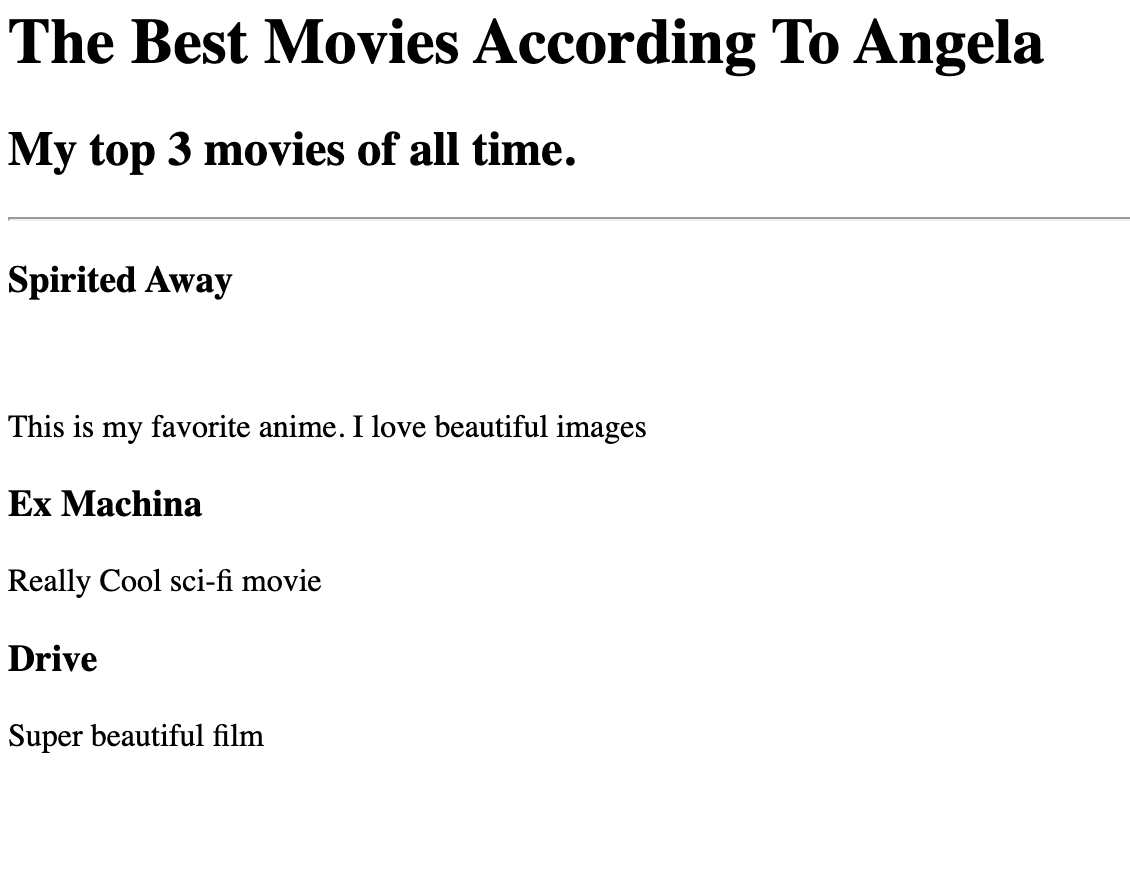 The Best Movies According To Angela
My top 3 movies of all time.
Spirited Away
This is my favorite anime. I love beautiful images
Ex Machina
Really Cool sci-fi movie
Drive
Super beautiful film